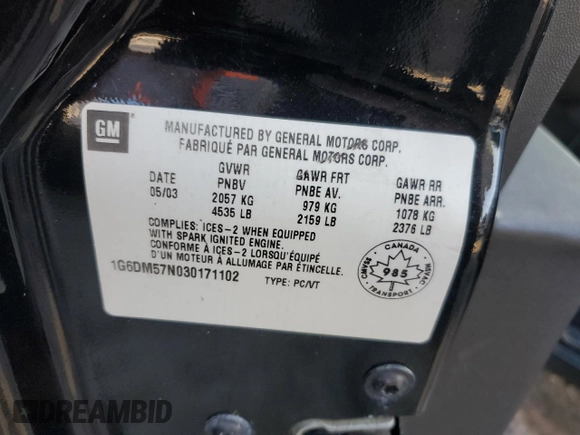 GM
MANUFACTURED BY GENERAL MOTORS CORP.
FABRIQUÉ PAR GENERAL MOTORS CORP.
DATE
05/03
GVWR
PNBV
2057 KG
4535 LB
GAWR FRT
PNBE AV.
979 KG
2159 LB
GAWR RR
PNBE ARR.
1078 KG
2376 LB
COMPLIES: ICES-2 WHEN EQUIPPED
WITH SPARK IGNITED ENGINE.
CONFORME À ICES-2 LORSQU'ÉQUIPÉ
D'UN MOTEUR À ALLUMAGE PAR ÉTINCELLE.
1G6DM57N030171102
TYPE: PC/VT
CANADA
CMVSS
985
NSVAC
TRANSPORT
DREAMBID